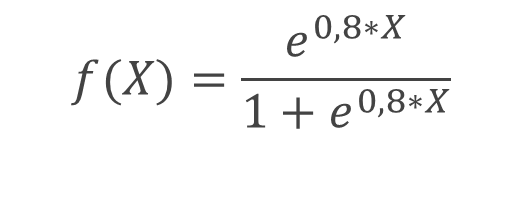 f(X) = e^{0,8*X} / (1 + e^{0,8*X})